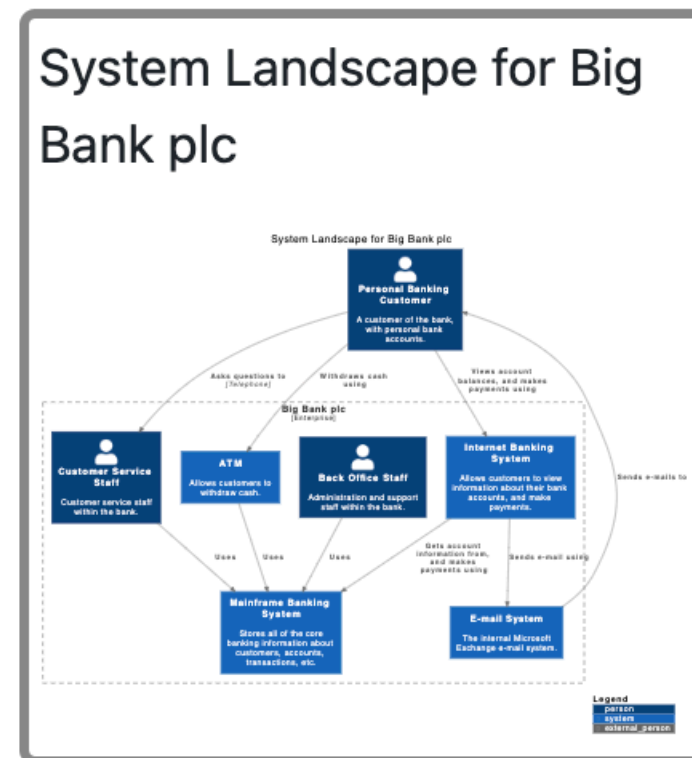 System Landscape for Big
Bank plc
System Landscape for Big Bank plc
Personal Banking
Customer
A customer of the bank,
with personal bank
accounts.
Asks questions to
[Telephone]
Withdraws cash
using
Views account
balances, and makes
payments using
Big Bank plc
[Enterprise]
Customer Service
Staff
Customer service staff
within the bank.
ATM
Allows customers to
withdraw cash.
Back Office Staff
Administration and support
staff within the bank.
Internet Banking
System
Allows customers to view
information about their bank
accounts, and make
payments.
Sends e-mails to
Uses
Uses
Uses
Gets account
information from,
and makes
payments using
Sends e-mail using
Mainframe Banking
System
Stores all of the core
banking information about
customers, accounts,
transactions, etc.
E-mail System
The internal Microsoft
Exchange e-mail system.
Legend
person
system
external_person